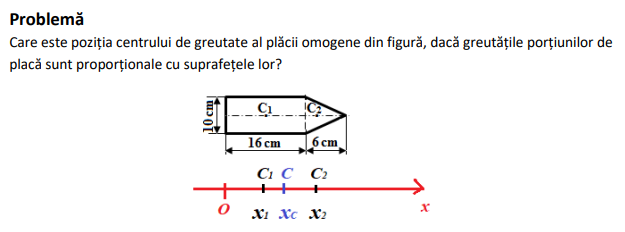 Problemă
Care este poziția centrului de greutate al plăcii omogene din figură, dacă greutățile porțiunilor de
placă sunt proporționale cu suprafețele lor?
10 cm
C1 C2
16 cm 6 cm
C1 C C2
O x1 xC x2 x